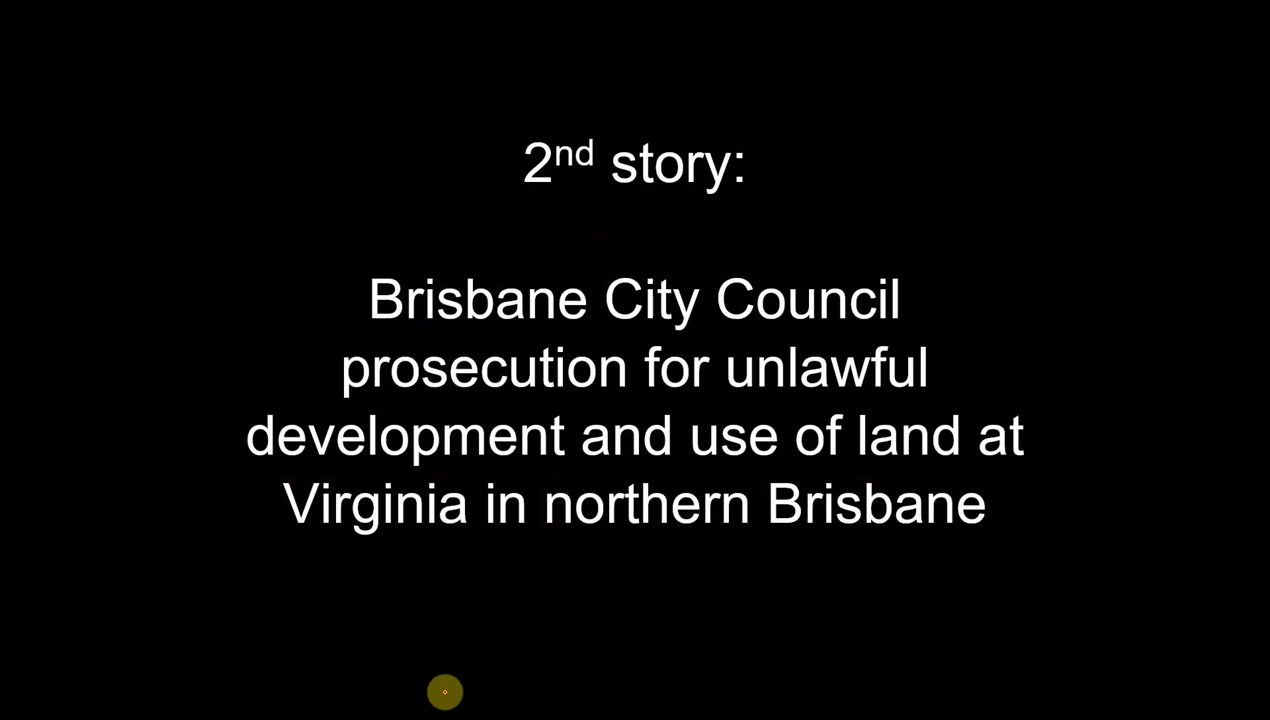 2nd story:
Brisbane City Council
prosecution for unlawful
development and use of land at
Virginia in northern Brisbane